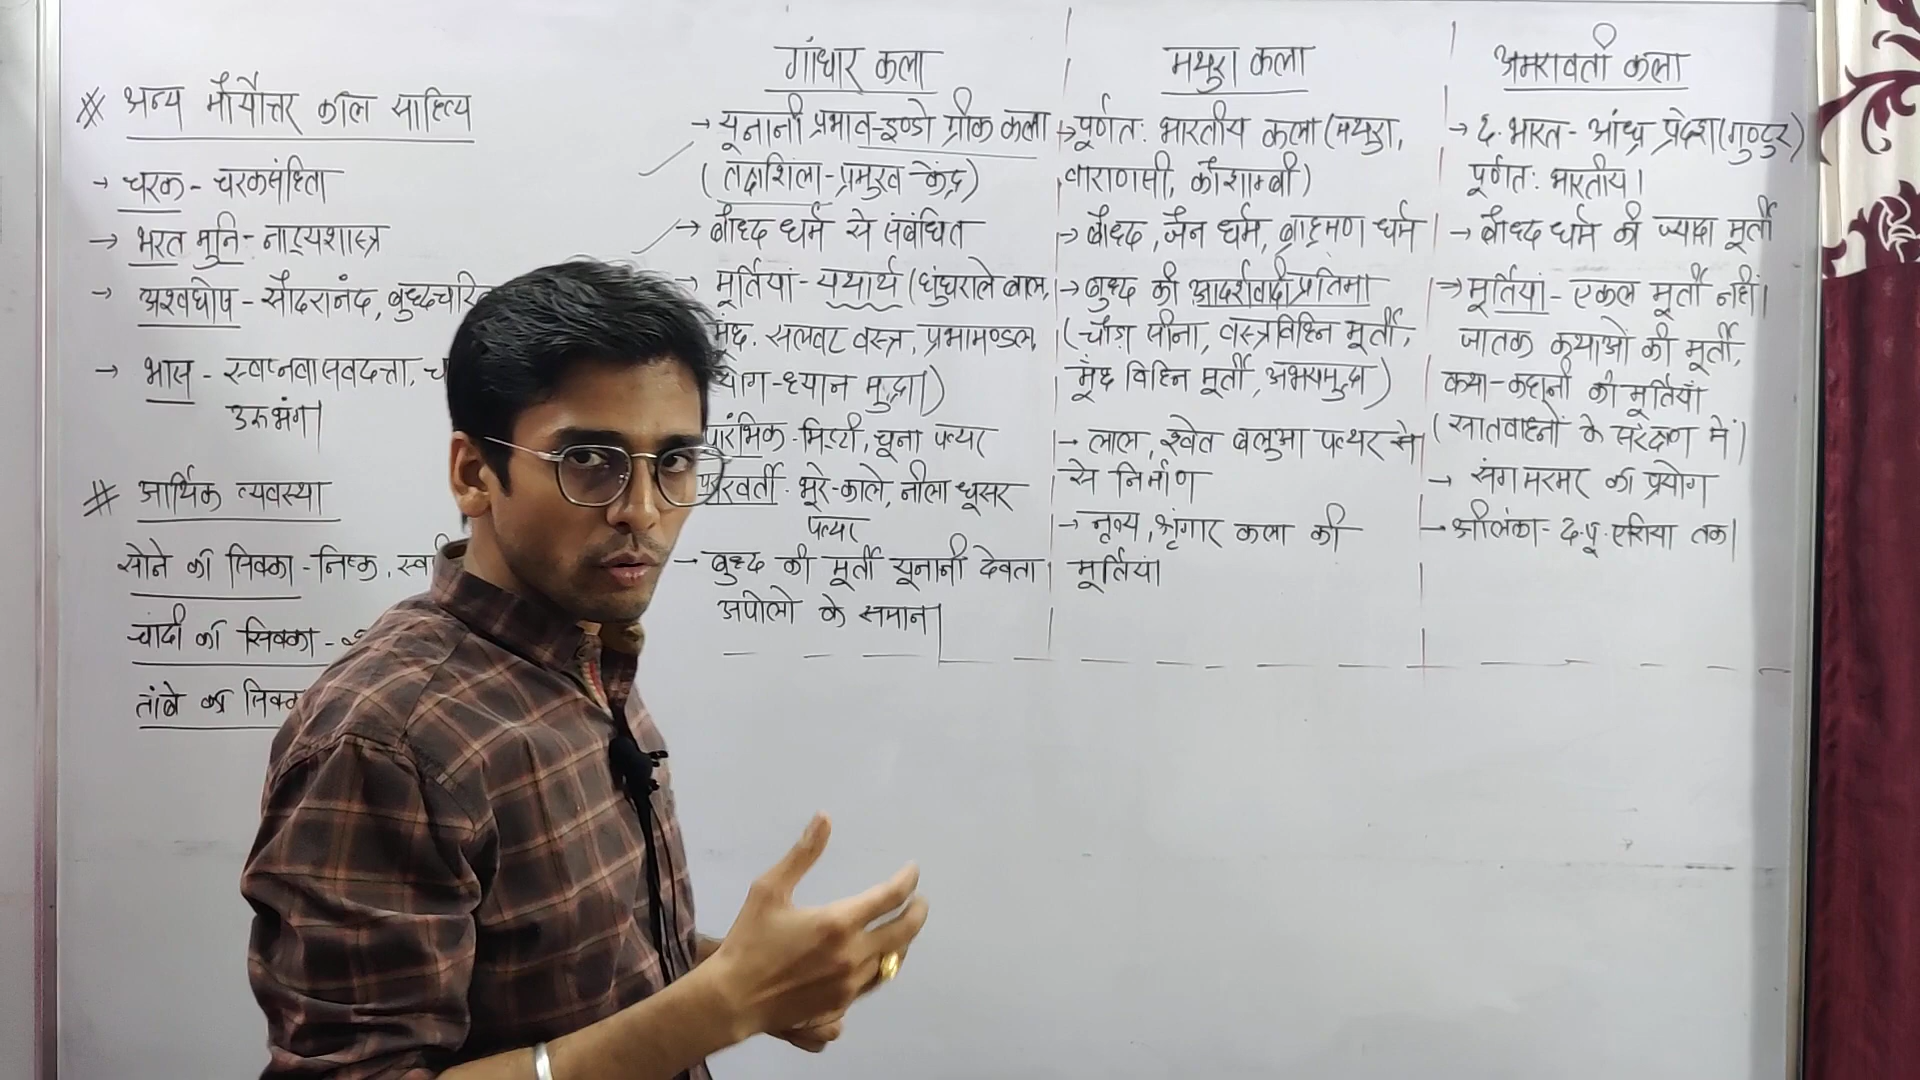 # अन्य मौर्योत्तर काल साहित्य
→ चरक - चरकसंहिता
→ भरत मुनि - नाट्यशास्त्र
→ अश्वघोष - सौंदरानंद, बुध्दचरित
→ भास - स्वप्नवासवदत्ता,
उरुभंग।
# आर्थिक व्यवस्था
सोने का सिक्का - निष्क,
चांदी का सिक्का -
तांबे का
गांधार कला
→ यूनानी प्रभाव - इण्डो ग्रीक कला
(तक्षशिला - प्रमुख केंद्र)
→ बौध्द धर्म से संबंधित
→ मूर्तियां - यथार्थ (घुंघराले बाल,
सलवट वस्त्र, प्रभामण्डल,
ध्यान मुद्रा।)
प्रारंभिक - मिट्टी, चूना पत्थर
भूरे-काले, नीला धूसर
पत्थर
→ बुध्द की मूर्ती यूनानी देवता
अपोलो के समान।
मथुरा कला
→ पूर्णत: भारतीय कला (मथुरा,
वाराणसी, कौशाम्बी)
→ बौध्द, जैन धर्म, ब्राह्मण धर्म
→ बुध्द की आदर्शवादी प्रतिमा
(चौड़ा सीना, वस्त्रविहिन मूर्ती,
मूँछ विहिन मूर्ती, अभयमुद्रा)
→ लाल, श्वेत बलुआ पत्थर से
से निर्माण
→ नृत्य, श्रृंगार कला की
मूर्तियां
अमरावती कला
→ द. भारत - आंध्र प्रदेश (गुण्टुर)
पूर्णत: भारतीय।
→ बौध्द धर्म की ज्यादा मूर्ती
→ मूर्तियां - एकल मूर्ती नहीं।
जातक कथाओं की मूर्ती,
कथा-कहानी की मूर्तियां
(सातवाहनों के संरक्षण में)
→ संगमरमर का प्रयोग
→ श्रीलंका - द.पू. एशिया तक।